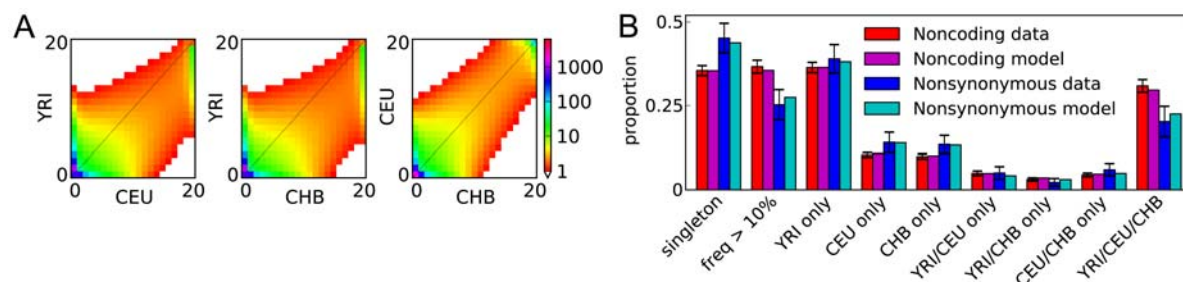 A
YRI
20
0
0
CEU
20
YRI
20
0
0
CHB
20
CEU
20
0
0
CHB
20
1000
100
10
1
B
proportion
0.5
0.25
0
Noncoding data
Noncoding model
Nonsynonymous data
Nonsynonymous model
singleton
freq > 10%
YRI only
CEU only
CHB only
YRI/CEU only
YRI/CHB only
CEU/CHB only
YRI/CEU/CHB